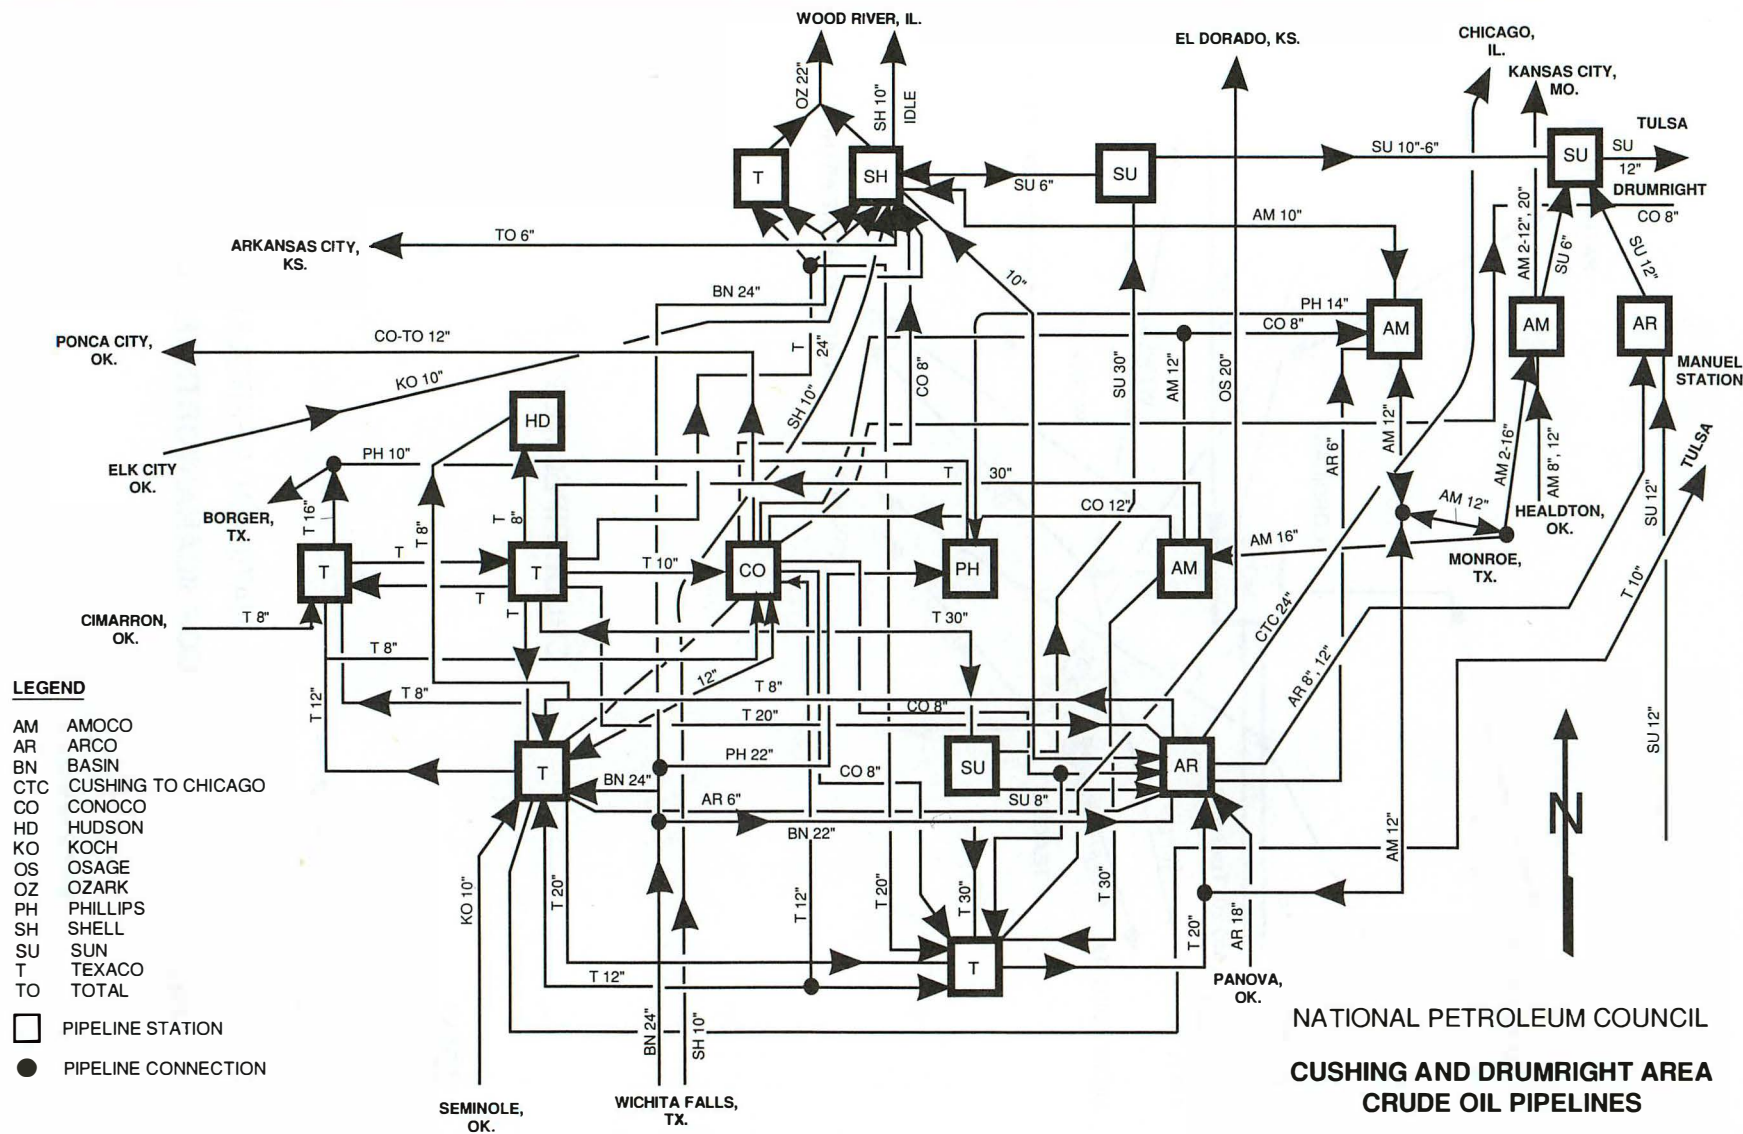 WOOD RIVER, IL.
EL DORADO, KS.
CHICAGO,
IL.
KANSAS CITY,
MO.
OZ 22"
SH 10"
IDLE
TULSA
SU 10"-6"
SU
12"
T
SH
SU
SU
SU 6"
DRUMRIGHT
CO 8"
AM 10"
AM 2-12", 20"
SU 6"
SU 12"
ARKANSAS CITY,
KS.
TO 6"
10"
BN 24"
PH 14"
CO 8"
AM
AM
AR
PONCA CITY,
OK.
CO-TO 12"
T
24"
KO 10"
SH 10"
CO 8"
SU 30"
AM 12"
OS 20"
MANUEL
STATION
HD
AR 6"
AM 12"
AM 2-16"
AM 8", 12"
SU 12"
TULSA
ELK CITY
OK.
PH 10"
T
30"
BORGER,
TX.
T 16"
T 8"
T
8"
CO 12"
AM 12"
HEALDTON,
OK.
AM 16"
MONROE,
TX.
T
T
T
T 10"
CO
PH
AM
T
T
T 10"
CIMARRON,
OK.
T 8"
T 30"
CTC 24"
T 8"
12"
AR 8", 12"
LEGEND
AM AMOCO
AR ARCO
BN BASIN
CTC CUSHING TO CHICAGO
CO CONOCO
HD HUDSON
KO KOCH
OS OSAGE
OZ OZARK
PH PHILLIPS
SH SHELL
SU SUN
T TEXACO
TO TOTAL
PIPELINE STATION
PIPELINE CONNECTION
T 12"
T 8"
T 8"
CO 8"
T 20"
SU 12"
T
PH 22"
SU
AR
BN 24"
CO 8"
AR 6"
SU 8"
BN 22"
AM 12"
N
KO 10"
T 20"
T 12"
T 20"
T 30"
T 30"
T 20"
AR 18"
T
T 12"
PANOVA,
OK.
BN 24"
SH 10"
SEMINOLE,
OK.
WICHITA FALLS,
TX.
NATIONAL PETROLEUM COUNCIL
CUSHING AND DRUMRIGHT AREA
CRUDE OIL PIPELINES